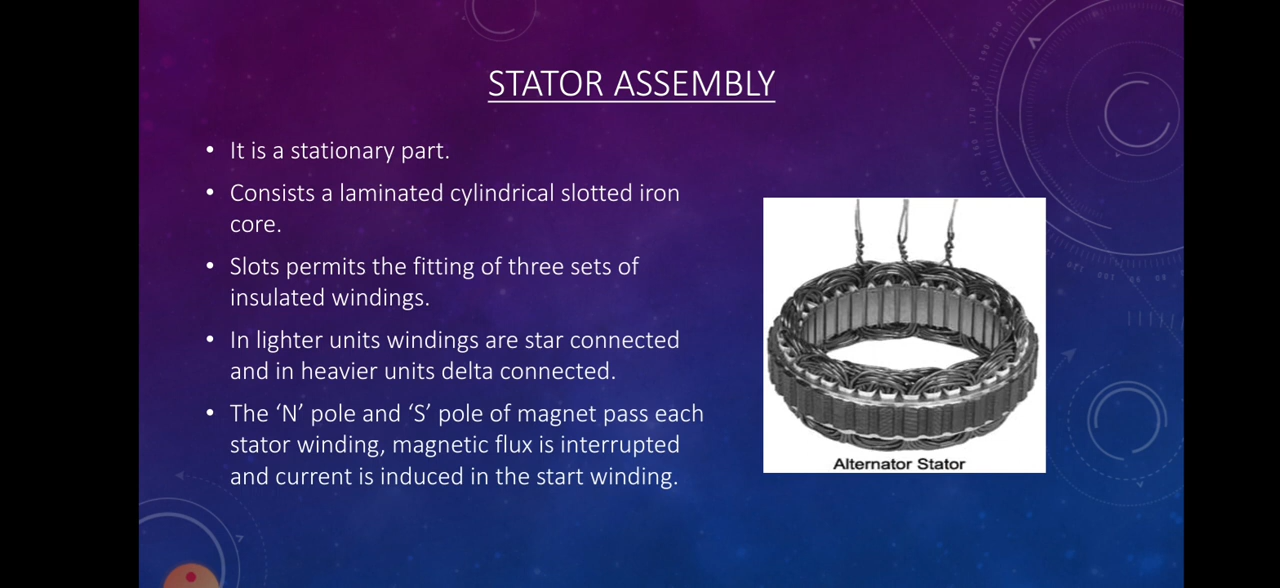 STATOR ASSEMBLY
• It is a stationary part.
• Consists a laminated cylindrical slotted iron
core.
• Slots permits the fitting of three sets of
insulated windings.
• In lighter units windings are star connected
and in heavier units delta connected.
• The ‘N’ pole and ‘S’ pole of magnet pass each
stator winding, magnetic flux is interrupted
and current is induced in the start winding.
Alternator Stator